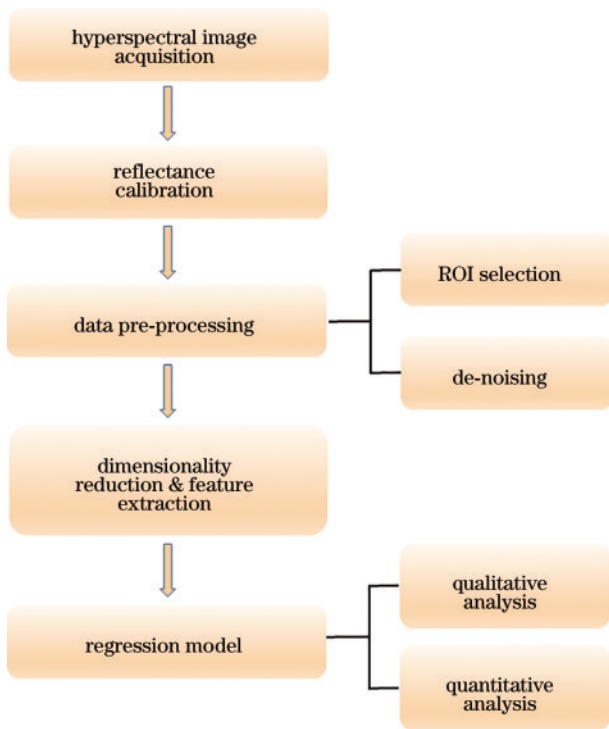 hyperspectral image
acquisition
reflectance
calibration
data pre-processing
ROI selection
de-noising
dimensionality
reduction & feature
extraction
regression model
qualitative
analysis
quantitative
analysis